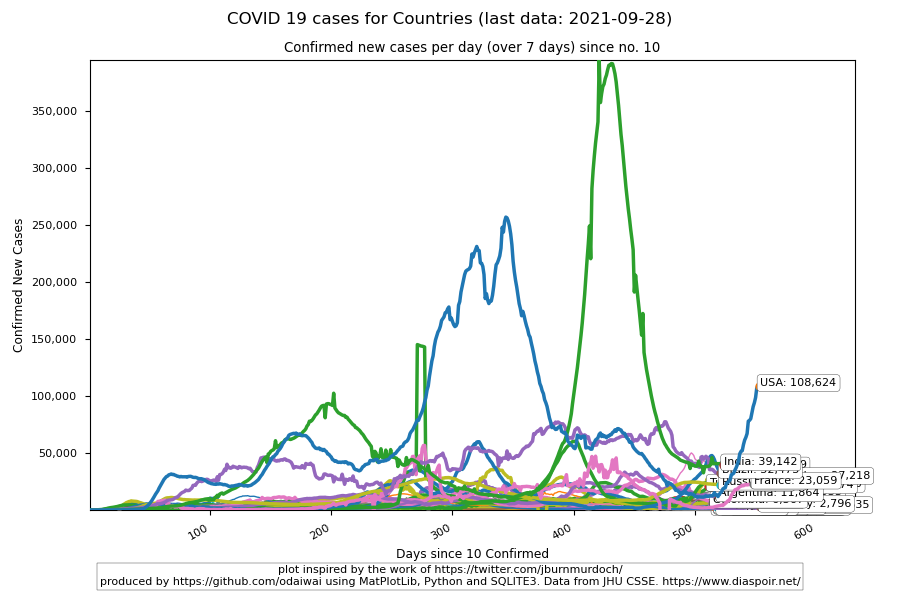 COVID 19 cases for Countries (last data: 2021-09-28)
Confirmed new cases per day (over 7 days) since no. 10
350,000
300,000
250,000
200,000
150,000
100,000
50,000
Confirmed New Cases
USA: 108,624
India: 39,142
France: 23,059
Argentina: 11,864
100
200
300
400
500
600
Days since 10 Confirmed
plot inspired by the work of https://twitter.com/jburnmurdoch/
produced by https://github.com/odaiwai using MatPlotLib, Python and SQLITE3. Data from JHU CSSE. https://www.diaspoir.net/